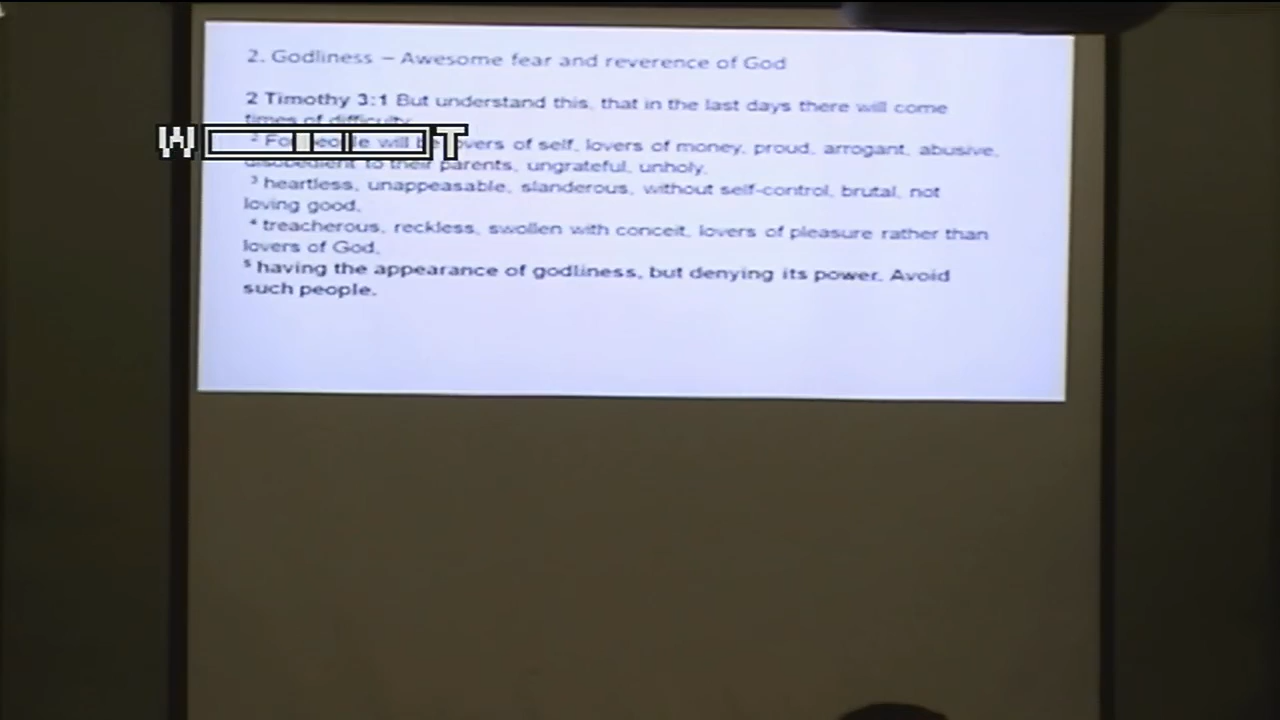 2. Godliness – Awesome fear and reverence of God
2 Timothy 3:1 But understand this, that in the last days there will come
times of difficulty.
W T
² For people will be lovers of self, lovers of money, proud, arrogant, abusive,
disobedient to their parents, ungrateful, unholy,
³ heartless, unappeasable, slanderous, without self-control, brutal, not
loving good,
⁴ treacherous, reckless, swollen with conceit, lovers of pleasure rather than
lovers of God,
⁵ having the appearance of godliness, but denying its power. Avoid
such people.